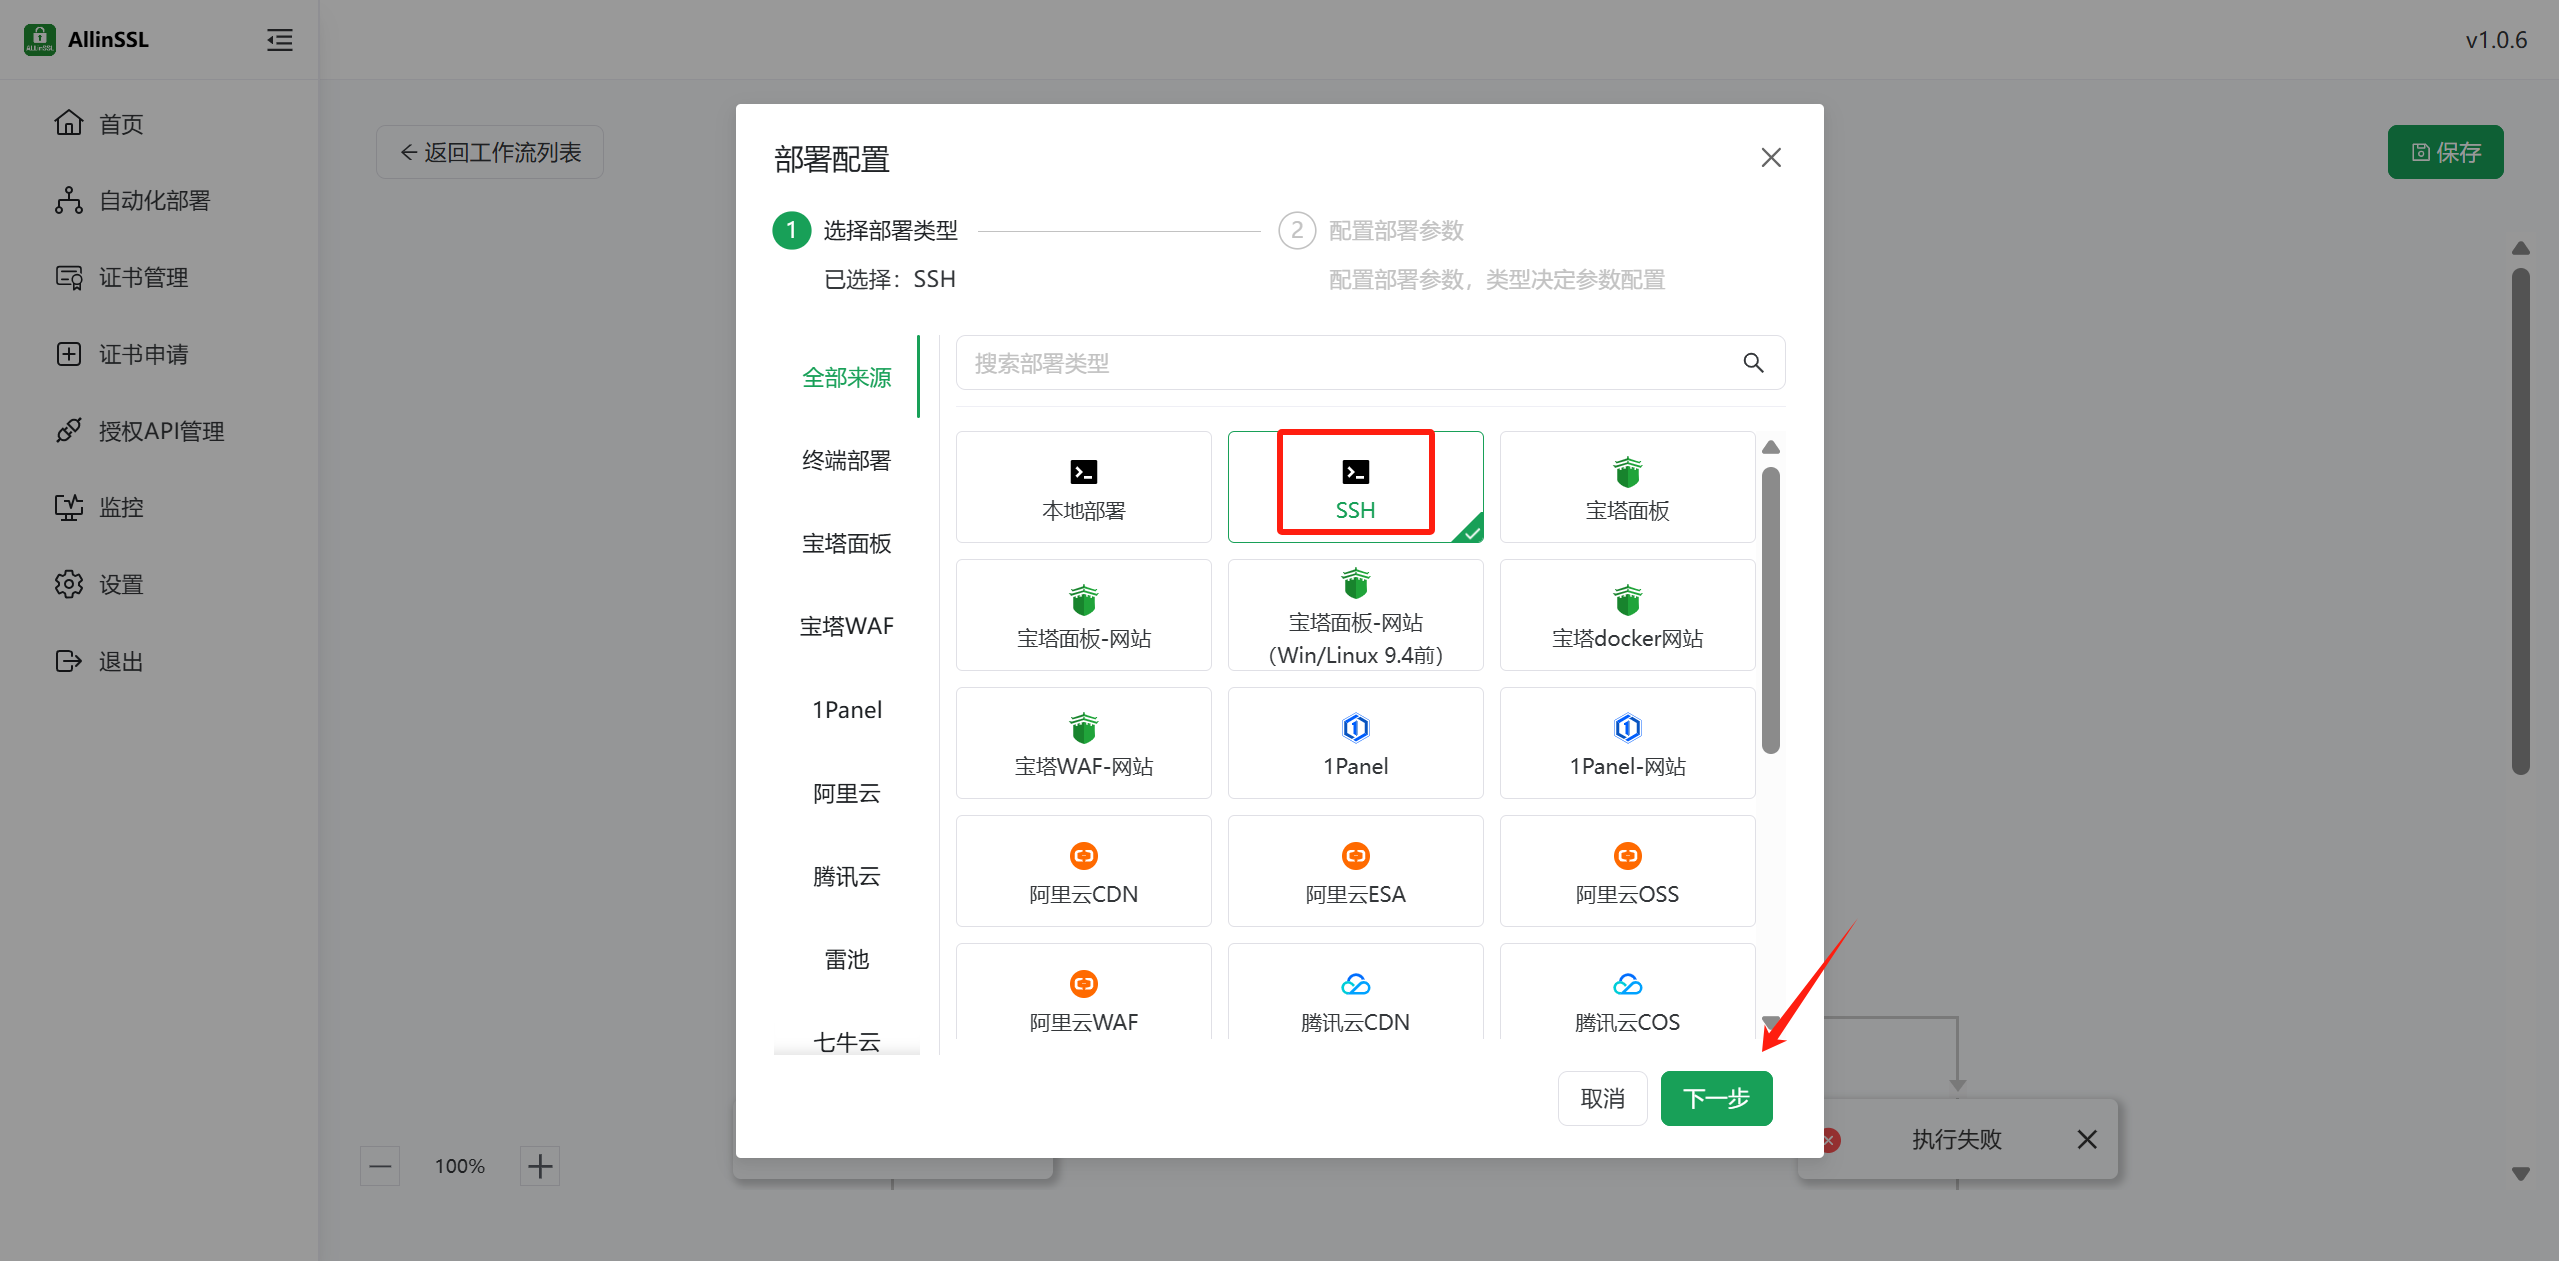 AllinSSL
v1.0.6
首页
自动化部署
证书管理
证书申请
授权API管理
监控
设置
退出
返回工作流列表
保存
部署配置
1 选择部署类型
已选择：SSH
2 配置部署参数
配置部署参数，类型决定参数配置
全部来源
终端部署
宝塔面板
宝塔WAF
1Panel
阿里云
腾讯云
雷池
七牛云
搜索部署类型
本地部署
SSH
宝塔面板
宝塔面板-网站
宝塔面板-网站
（Win/Linux 9.4前）
宝塔docker网站
宝塔WAF-网站
1Panel
1Panel-网站
阿里云CDN
阿里云ESA
阿里云OSS
阿里云WAF
腾讯云CDN
腾讯云COS
取消
下一步
执行失败
100%